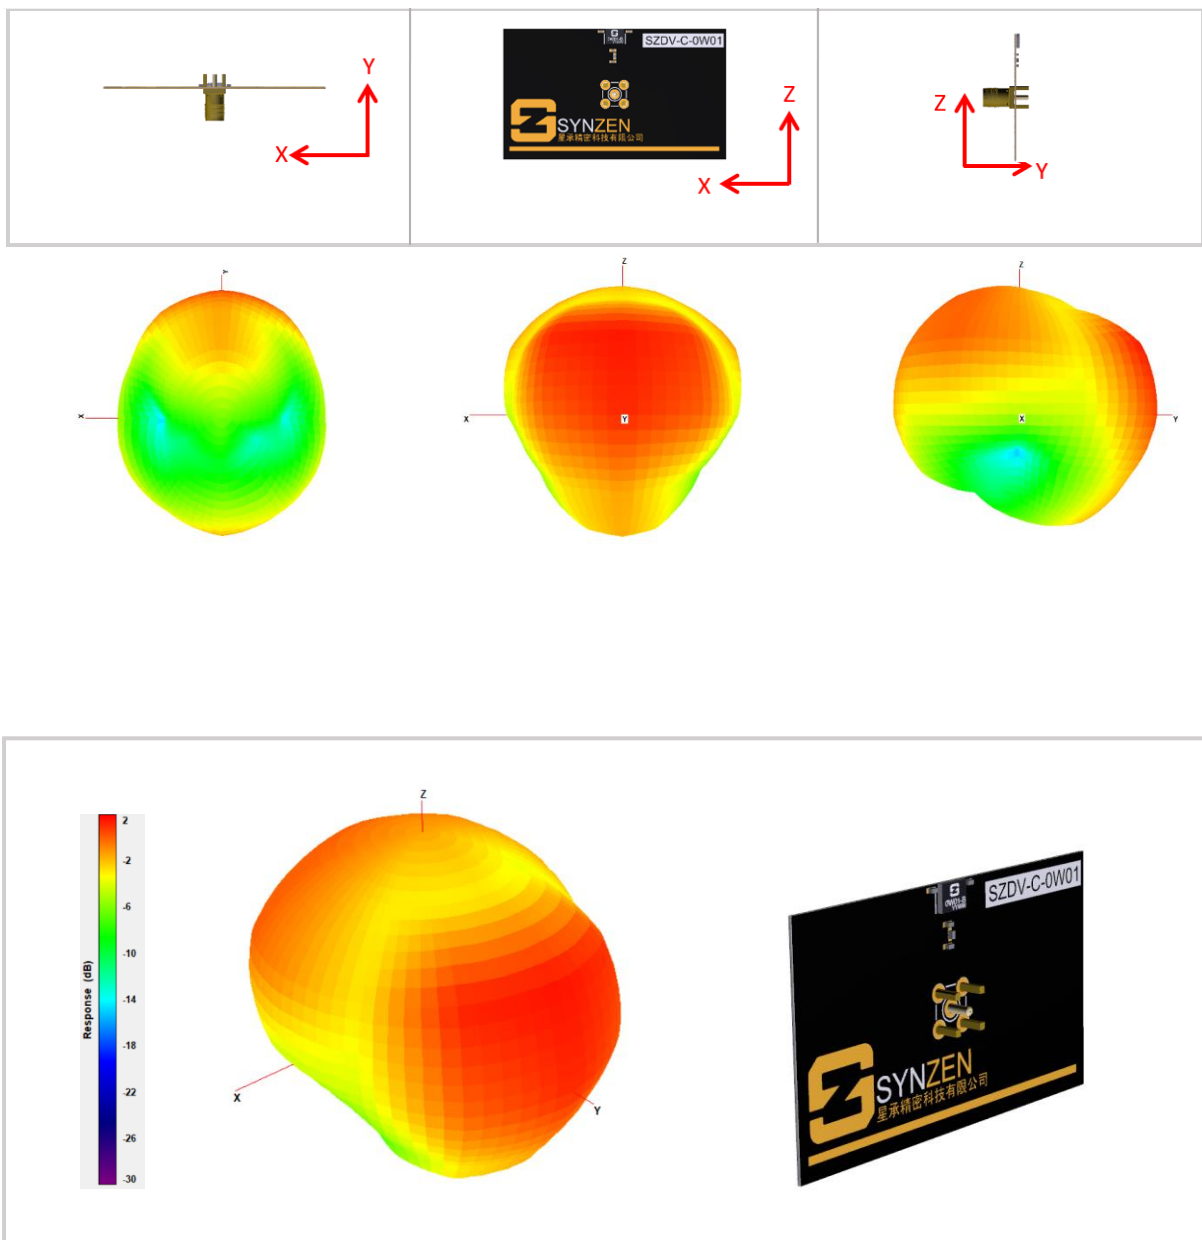 Y
X
SZDV-C-0W01
SYNZEN
星承精密科技有限公司
Z
X
Z
Y
Y
X
Z
X
Y
Z
X
Y
Response (dB)
2
-2
-6
-10
-14
-18
-22
-26
-30
Z
X
Y
SZDV-C-0W01
SYNZEN
星承精密科技有限公司